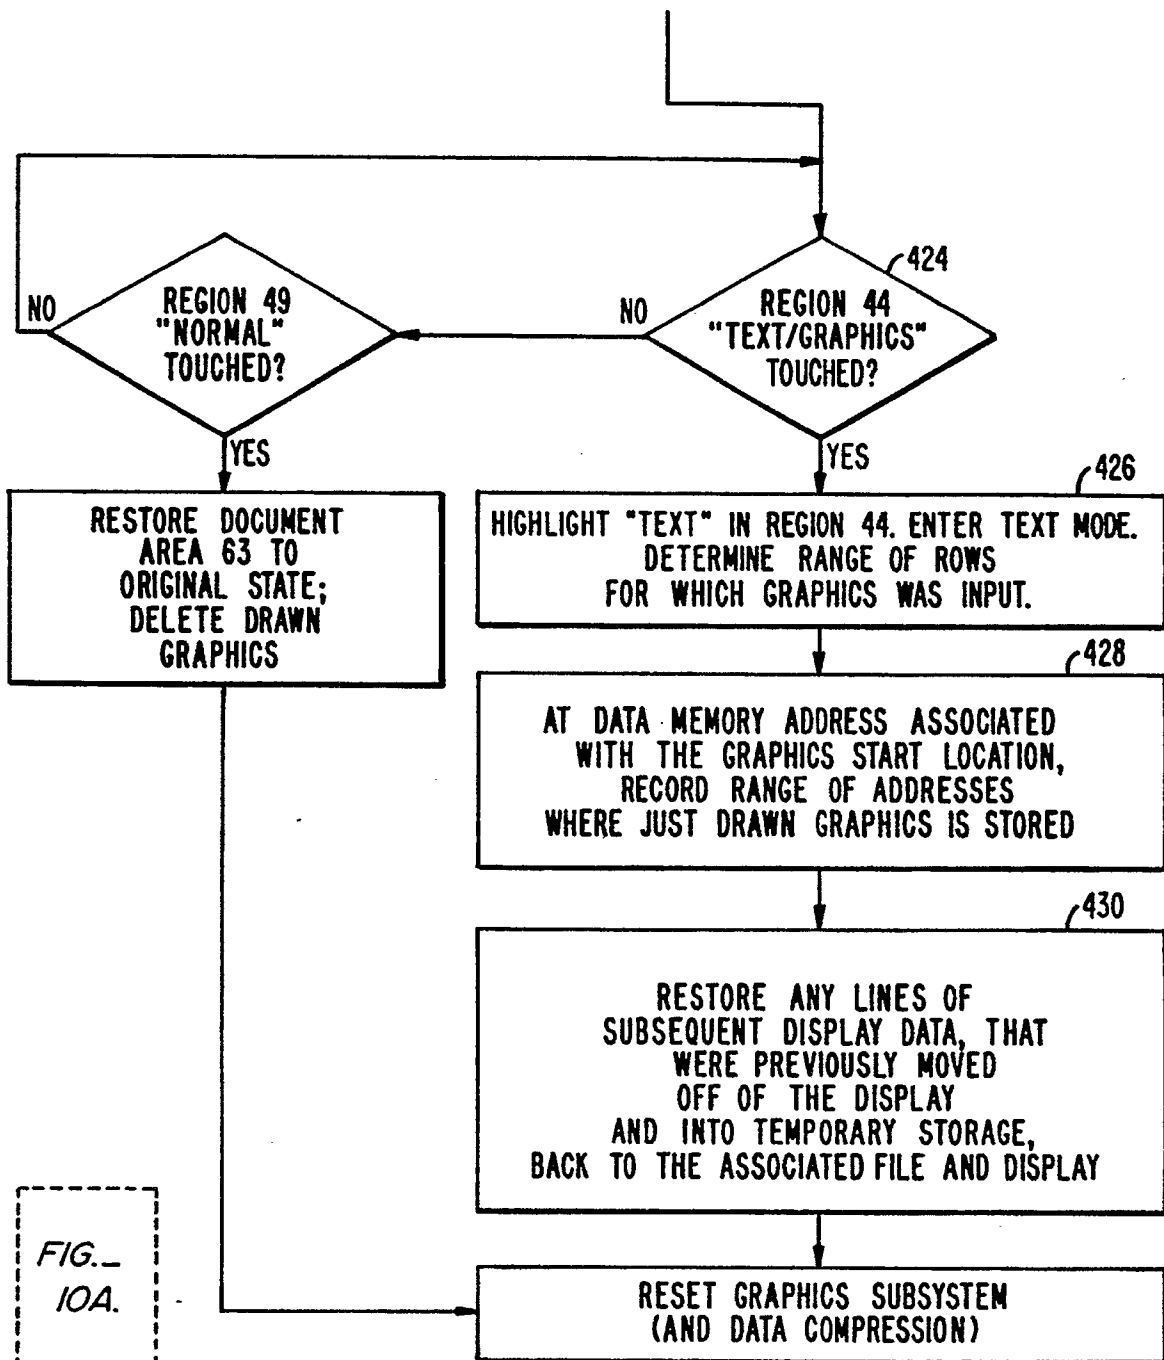 424
REGION 44
"TEXT/GRAPHICS"
TOUCHED?
NO
YES
REGION 49
"NORMAL"
TOUCHED?
NO
YES
RESTORE DOCUMENT
AREA 63 TO
ORIGINAL STATE;
DELETE DRAWN
GRAPHICS
426
HIGHLIGHT "TEXT" IN REGION 44. ENTER TEXT MODE.
DETERMINE RANGE OF ROWS
FOR WHICH GRAPHICS WAS INPUT.
428
AT DATA MEMORY ADDRESS ASSOCIATED
WITH THE GRAPHICS START LOCATION,
RECORD RANGE OF ADDRESSES
WHERE JUST DRAWN GRAPHICS IS STORED
430
RESTORE ANY LINES OF
SUBSEQUENT DISPLAY DATA, THAT
WERE PREVIOUSLY MOVED
OFF OF THE DISPLAY
AND INTO TEMPORARY STORAGE,
BACK TO THE ASSOCIATED FILE AND DISPLAY
RESET GRAPHICS SUBSYSTEM
(AND DATA COMPRESSION)
FIG._
10A.